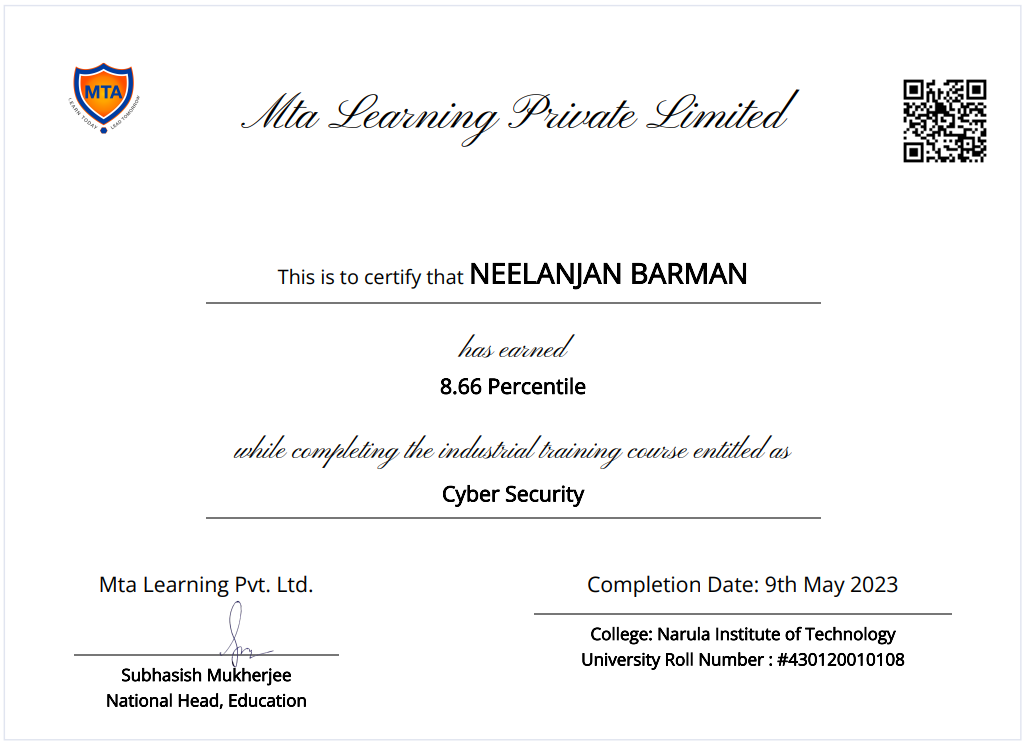 MTA
LEARN TODAY LEAD TOMORROW
Mta Learning Private Limited
This is to certify that NEELANJAN BARMAN
has earned
8.66 Percentile
while completing the industrial training course entitled as
Cyber Security
Mta Learning Pvt. Ltd.
Subhasish Mukherjee
National Head, Education
Completion Date: 9th May 2023
College: Narula Institute of Technology
University Roll Number : #430120010108